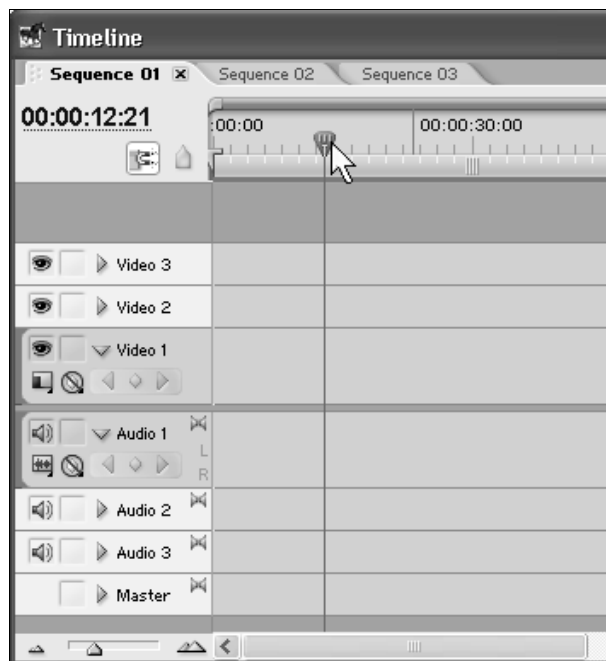 Timeline
Sequence 01 Sequence 02 Sequence 03
00:00:12:21
:00:00 00:00:30:00
Video 3
Video 2
Video 1
Audio 1
L
R
Audio 2
Audio 3
Master